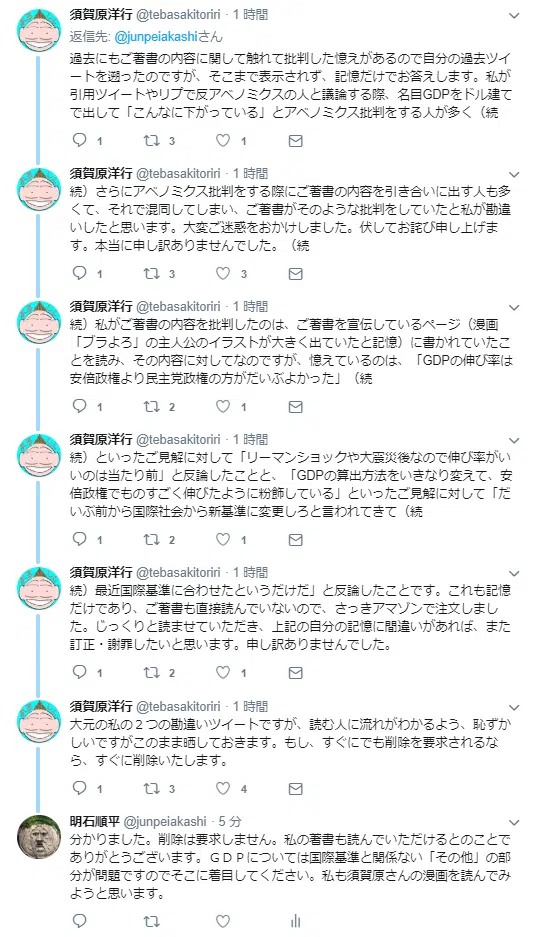 須賀原洋行 @tebasakitoriri · 1 時間
返信先: @junpeiakashiさん
過去にもご著書の内容に関して触れて批判した憶えがあるので自分の過去ツイ
ートを遡ったのですが、そこまで表示されず、記憶だけでお答えします。私が
引用ツイートやリプで反アベノミクスの人と議論する際、名目GDPをドル建て
で出して「こんなに下がっている」とアベノミクス批判をする人が多く（続
1 3 1
須賀原洋行 @tebasakitoriri · 1 時間
続）さらにアベノミクス批判をする際にご著書の内容を引き合いに出す人も多
くて、それで混同してしまい、ご著書がそのような批判をしていたと私が勘違
いしたと思います。大変ご迷惑をおかけしました。伏してお詫び申し上げま
す。本当に申し訳ありませんでした。（続
1 3 3
須賀原洋行 @tebasakitoriri · 1 時間
続）私がご著書の内容を批判したのは、ご著書を宣伝しているページ（漫画
「ブラよろ」の主人公のイラストが大きく出ていたと記憶）に書かれていたこ
とを読み、その内容に対してなのですが、憶えているのは、「GDPの伸び率は
安倍政権より民主党政権の方がだいぶよかった」（続
1 2 1
須賀原洋行 @tebasakitoriri · 1 時間
続）といったご見解に対して「リーマンショックや大震災後なので伸び率がい
いのは当たり前」と反論したことと、「GDPの算出方法をいきなり変えて、安
倍政権でものすごく伸びたように粉飾している」といったご見解に対して「だ
いぶ前から国際社会から新基準に変更しろと言われてきて（続
1 2 1
須賀原洋行 @tebasakitoriri · 1 時間
続）最近国際基準に合わせたというだけだ」と反論したことです。これも記憶
だけであり、ご著書も直接読んでいないので、さっきアマゾンで注文しまし
た。じっくりと読ませていただき、上記の自分の記憶に間違いがあれば、また
訂正・謝罪したいと思います。申し訳ありませんでした。
1 2 1
須賀原洋行 @tebasakitoriri · 1 時間
大元の私の２つの勘違いツイートですが、読む人に流れがわかるよう、恥ずか
しいですがこのまま晒しておきます。もし、すぐにでも削除を要求されるな
ら、すぐに削除いたします。
1 3 4
明石順平 @junpeiakashi · 5 分
分かりました。削除は要求しません。私の著書も読んでいただけるとのことで
ありがとうございます。ＧＤＰについては国際基準と関係ない「その他」の部
分が問題ですのでそこに着目してください。私も須賀原さんの漫画を読んでみ
ようと思います。